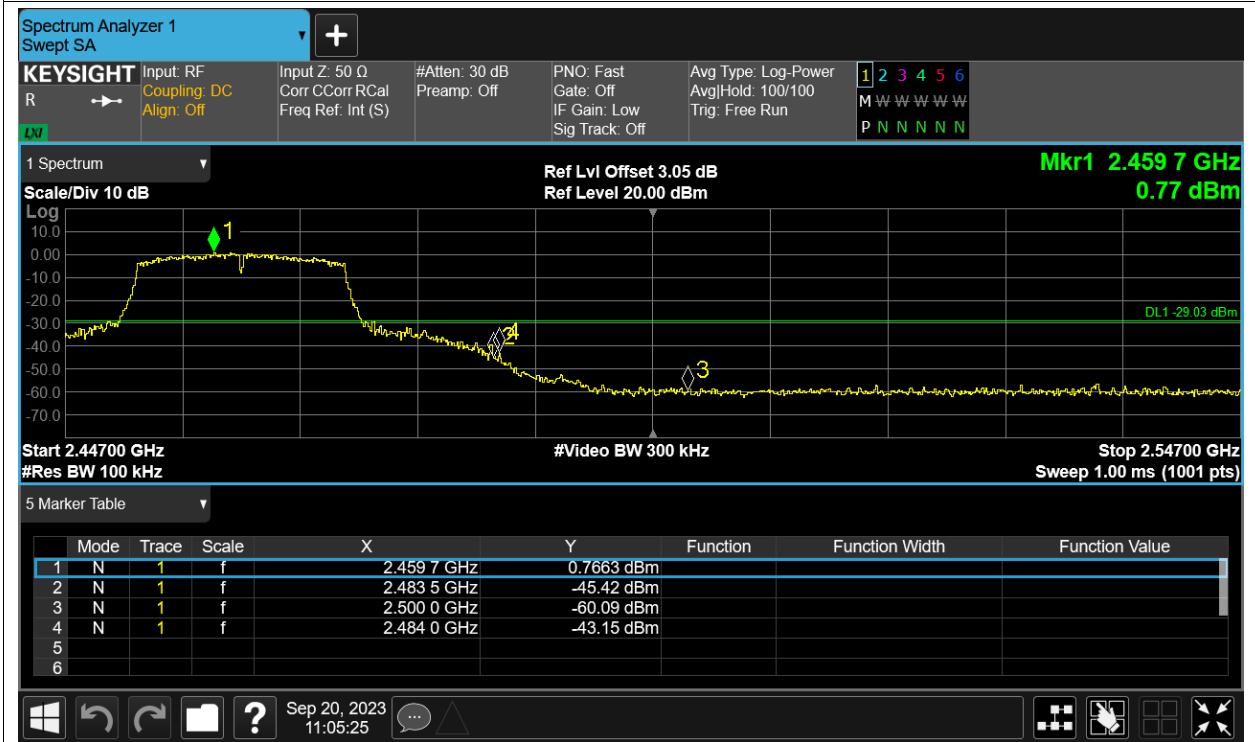 Spectrum Analyzer 1
Swept SA
KEYSIGHT Input: RF Input Z: 50 Ω #Atten: 30 dB PNO: Fast Avg Type: Log-Power 1 2 3 4 5 6
R Coupling: DC Corr CCorr RCal Preamp: Off Gate: Off Avg|Hold: 100/100 M W W W W W
Align: Off Freq Ref: Int (S) IF Gain: Low Trig: Free Run
LXI Sig Track: Off P N N N N N
1 Spectrum Ref Lvl Offset 3.05 dB Mkr1 2.459 7 GHz
Scale/Div 10 dB Ref Level 20.00 dBm 0.77 dBm
Log
10.0 1
0.00
-10.0
-20.0
-30.0 DL1 -29.03 dBm
-40.0 2 4
-50.0 3
-60.0
-70.0
Start 2.44700 GHz #Video BW 300 kHz Stop 2.54700 GHz
#Res BW 100 kHz Sweep 1.00 ms (1001 pts)
5 Marker Table
Mode Trace Scale X Y Function Function Width Function Value
1 N 1 f 2.459 7 GHz 0.7663 dBm
2 N 1 f 2.483 5 GHz -45.42 dBm
3 N 1 f 2.500 0 GHz -60.09 dBm
4 N 1 f 2.484 0 GHz -43.15 dBm
5
6
? Sep 20, 2023
11:05:25